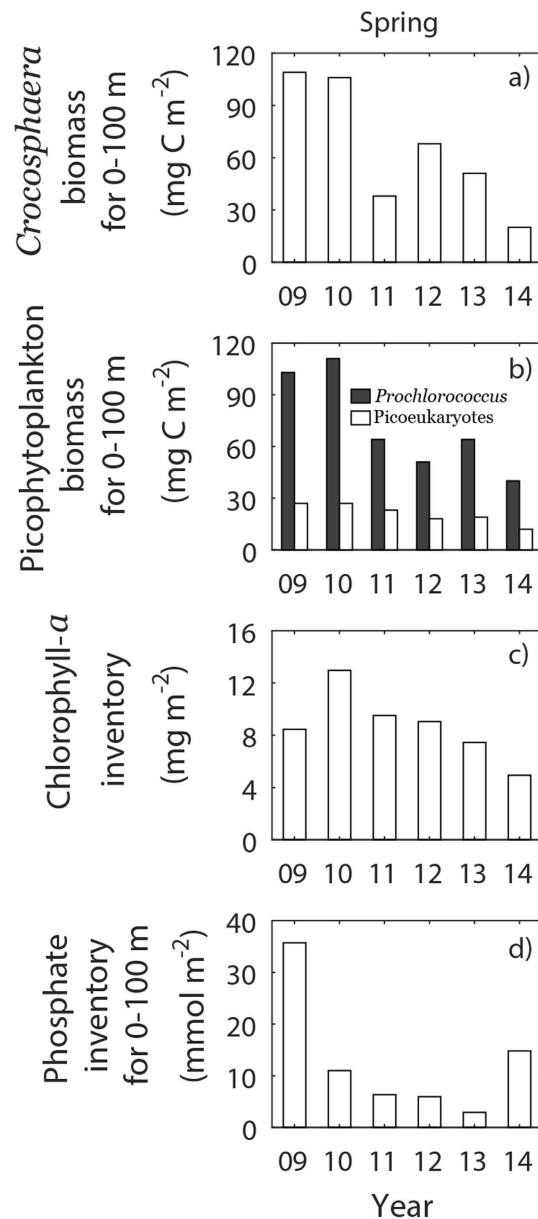 Spring
Crocosphaera
biomass
for 0-100 m
(mg C m⁻²)
120
90
60
30
0
a)
09 10 11 12 13 14
Picophytoplankton
biomass
for 0-100 m
(mg C m⁻²)
120
90
60
30
0
b)
Prochlorococcus
Picoeukaryotes
09 10 11 12 13 14
Chlorophyll-a
inventory
(mg m⁻²)
16
12
8
4
0
c)
09 10 11 12 13 14
Phosphate
inventory
for 0-100 m
(mmol m⁻²)
40
30
20
10
0
d)
09 10 11 12 13 14
Year